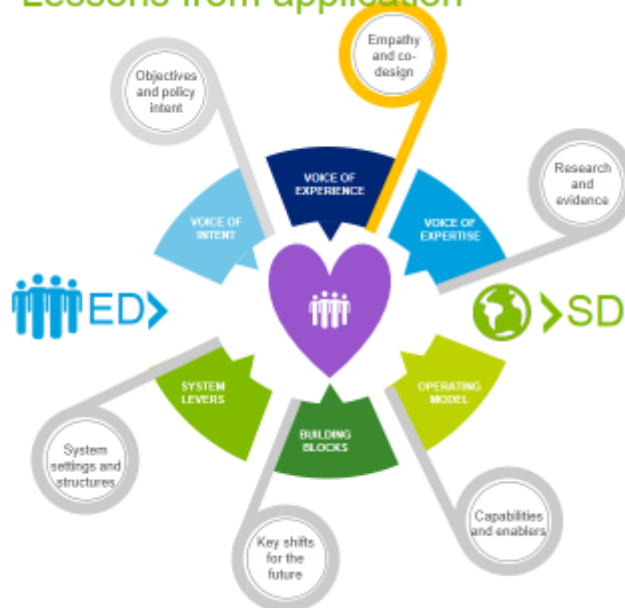 Lessons from application
Empathy
and co-
design
Objectives
and policy
intent
VOICE OF
EXPERIENCE
Research
and
evidence
VOICE OF
INTENT
VOICE OF
EXPERTISE
ED>
>SD
SYSTEM
LEVERS
OPERATING
MODEL
BUILDING
BLOCKS
System
settings and
structures
Capabilities
and enablers
Key shifts
for the
future